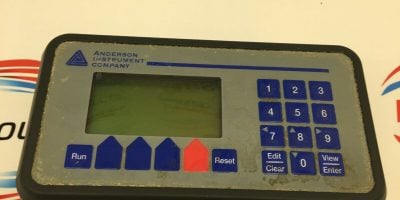 ANDERSON
INSTRUMENT
COMPANY
1 2 3
4 5 6
7 8 9
Run
Reset
Edit
Clear
0
View
Enter
OU